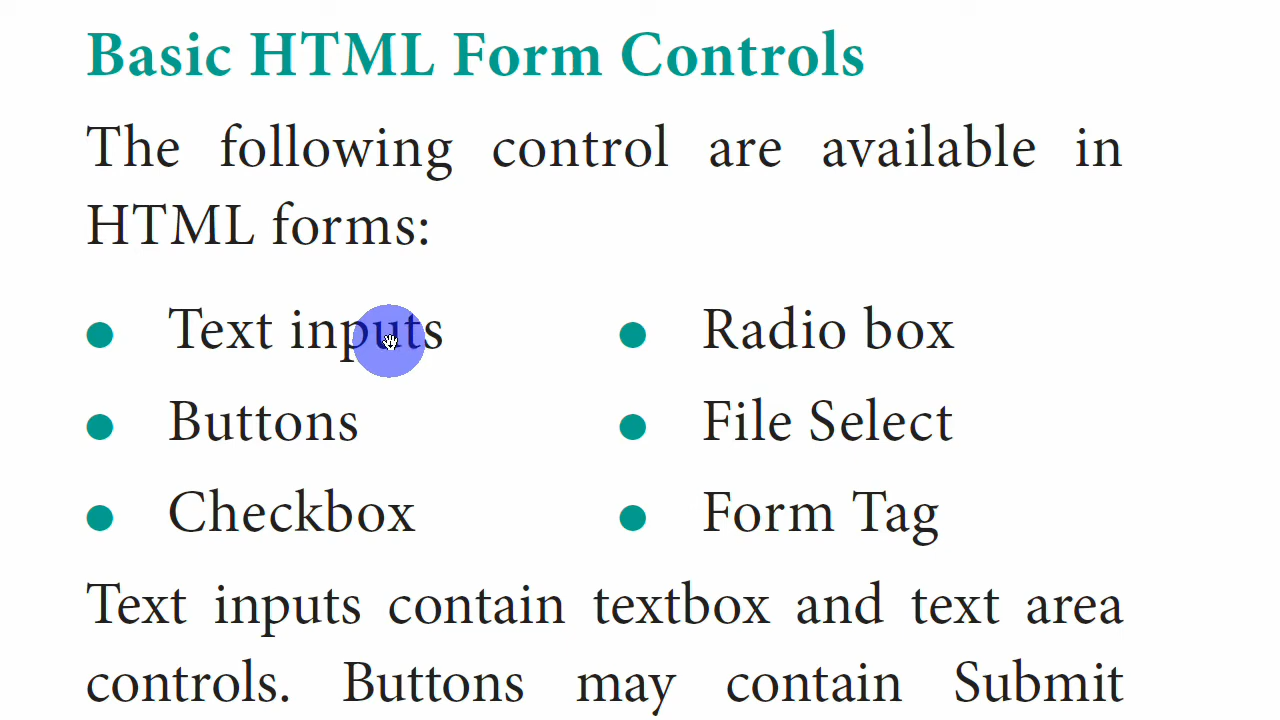 Basic HTML Form Controls
The following control are available in
HTML forms:
● Text inputs
● Buttons
● Checkbox
● Radio box
● File Select
● Form Tag
Text inputs contain textbox and text area
controls. Buttons may contain Submit